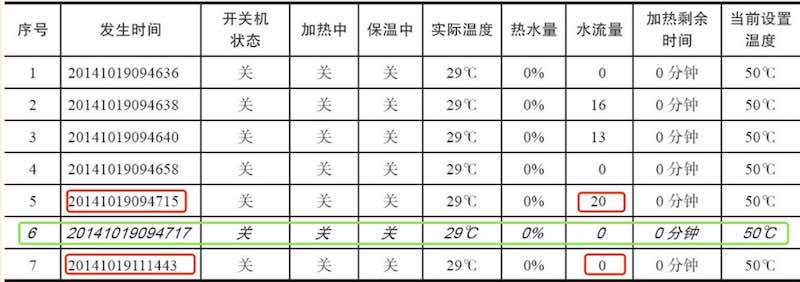 序号 发生时间 开关机状态 加热中 保温中 实际温度 热水量 水流量 加热剩余时间 当前设置温度
1 20141019094636 关 关 关 29℃ 0% 0 0 分钟 50℃
2 20141019094638 关 关 关 29℃ 0% 16 0 分钟 50℃
3 20141019094640 关 关 关 29℃ 0% 13 0 分钟 50℃
4 20141019094658 关 关 关 29℃ 0% 0 0 分钟 50℃
5 20141019094715 关 关 关 29℃ 0% 20 0 分钟 50℃
6 20141019094717 关 关 关 29℃ 0% 0 0 分钟 50℃
7 20141019111443 关 关 关 29℃ 0% 0 0 分钟 50℃